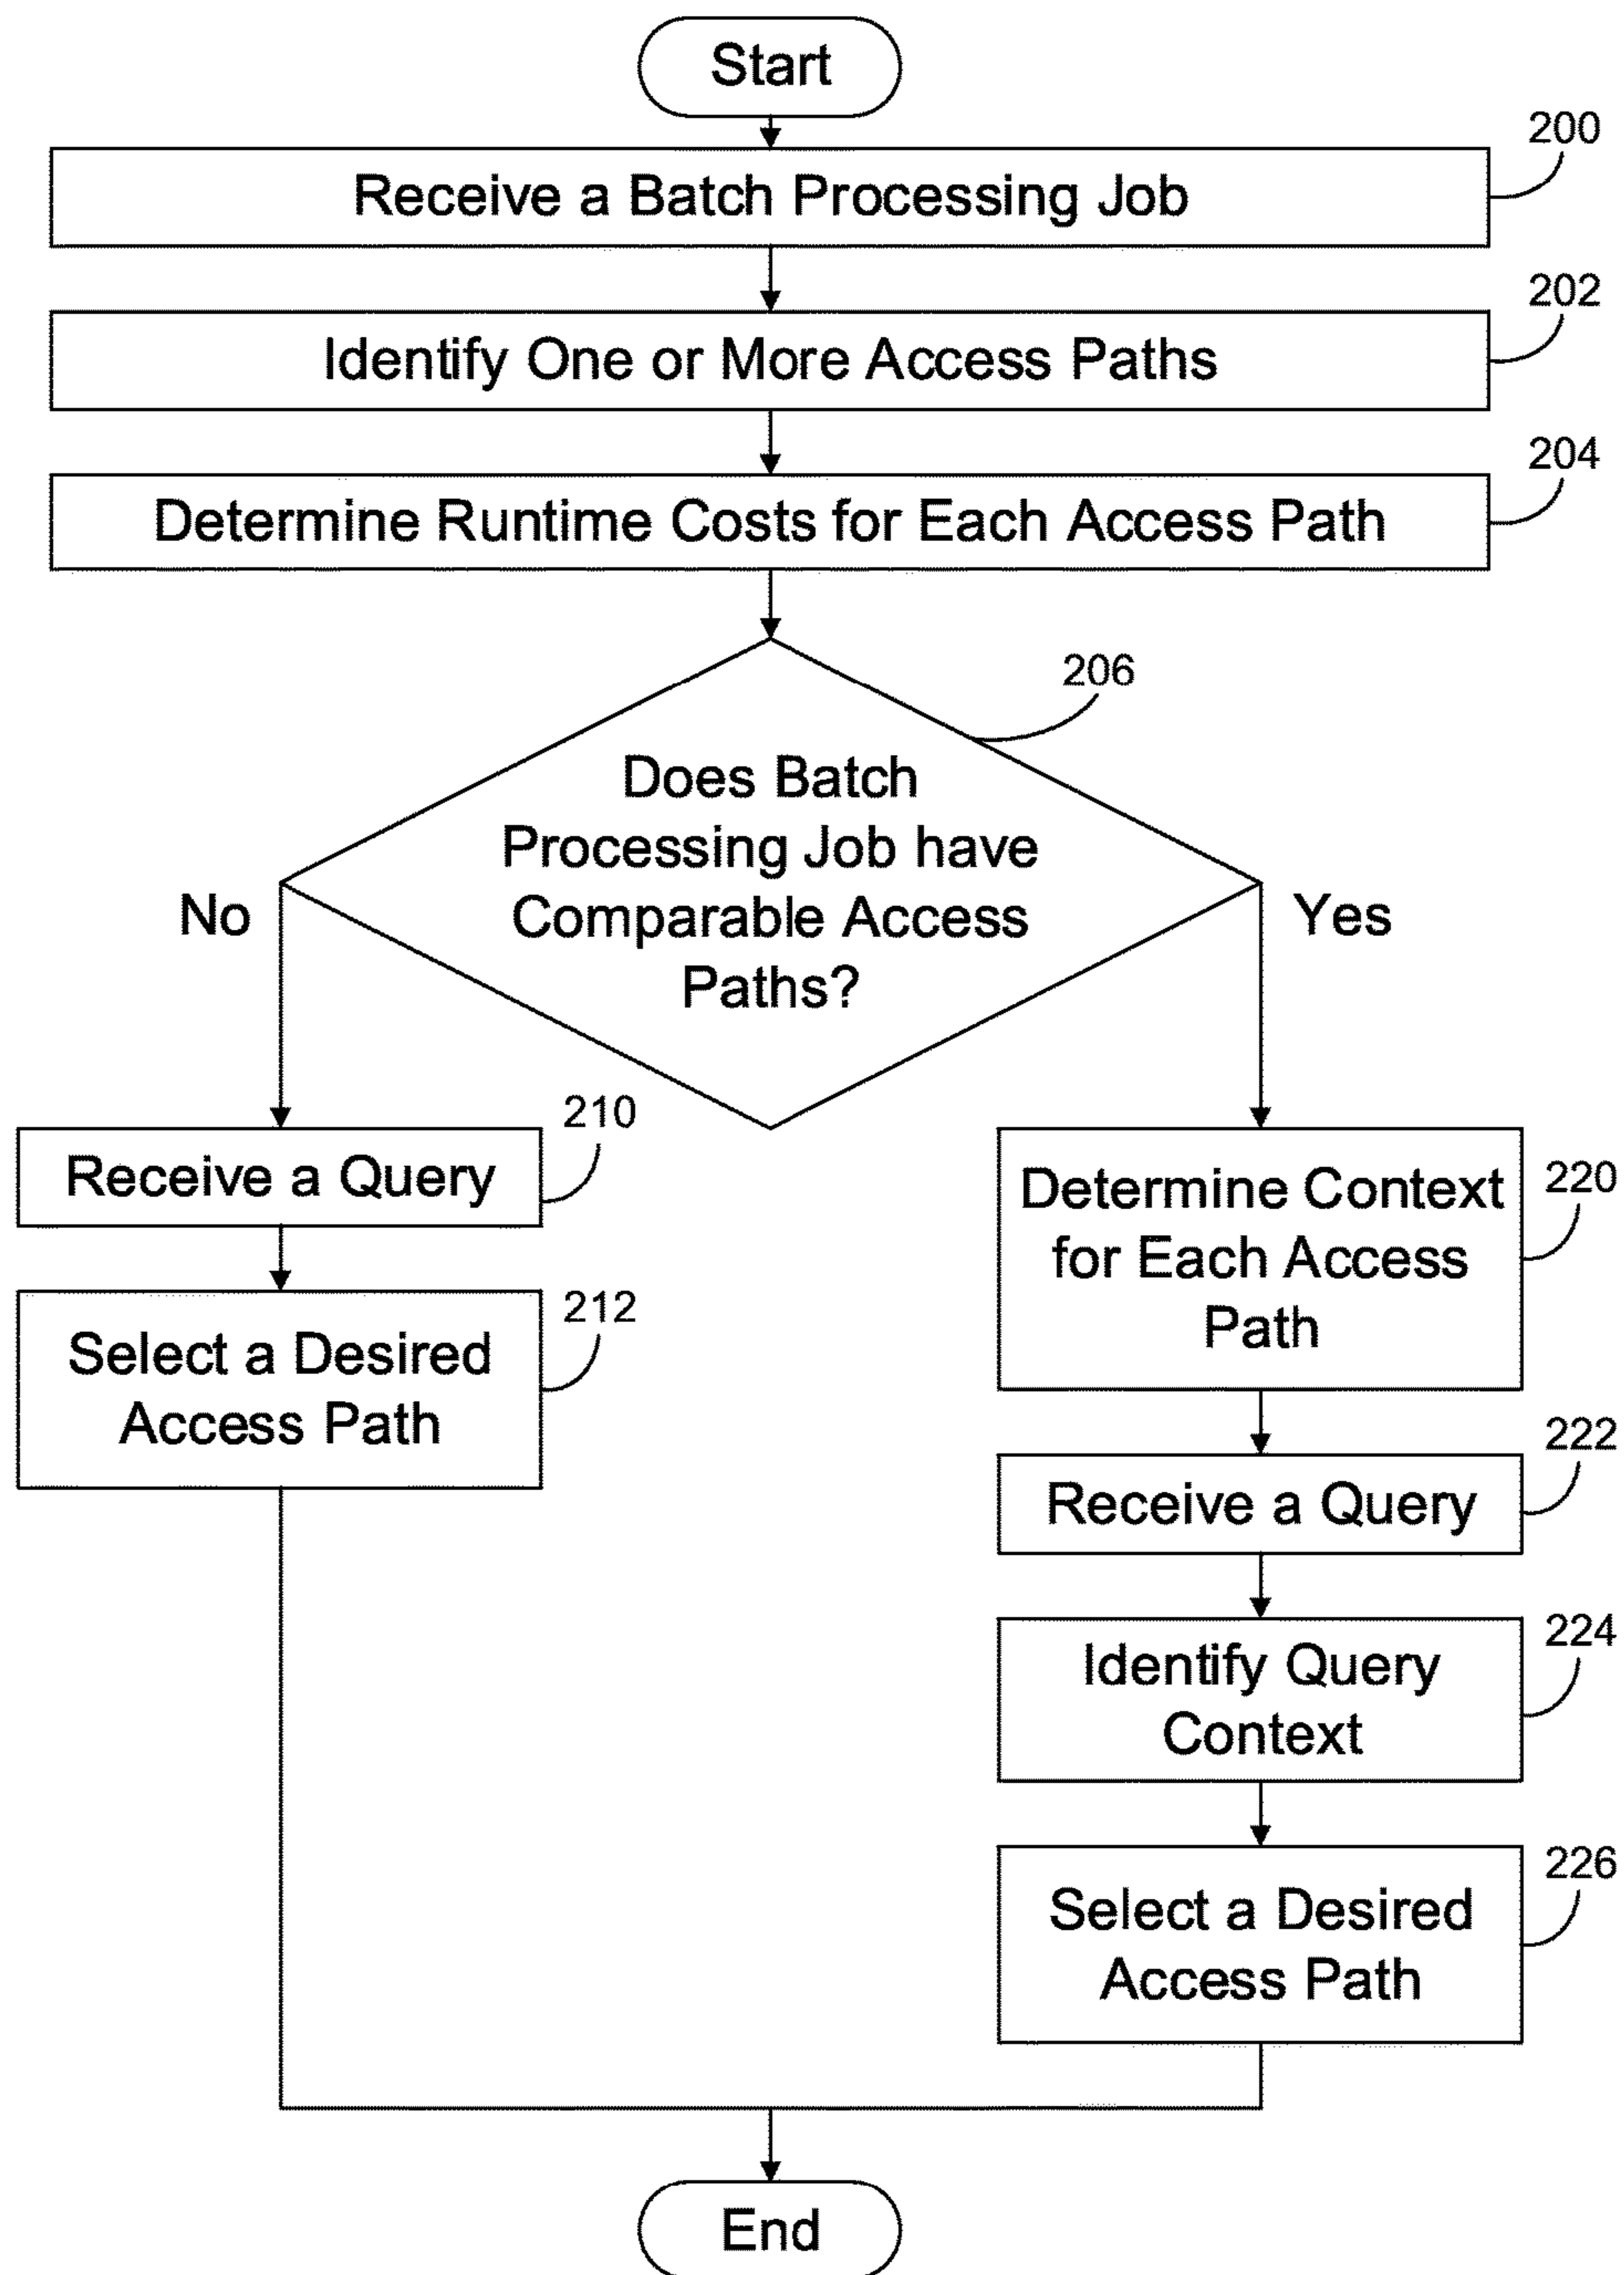 Start
200
Receive a Batch Processing Job
202
Identify One or More Access Paths
204
Determine Runtime Costs for Each Access Path
206
Does Batch
Processing Job have
Comparable Access
Paths?
No
Yes
210
Receive a Query
212
Select a Desired
Access Path
220
Determine Context
for Each Access
Path
222
Receive a Query
224
Identify Query
Context
226
Select a Desired
Access Path
End